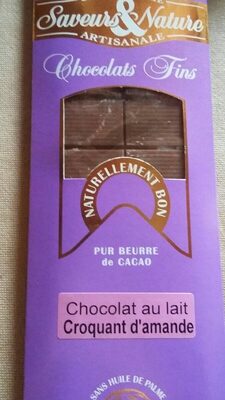 Saveurs & Nature
ARTISANALE
Chocolats Fins
NATURELLEMENT BON
PUR BEURRE
de CACAO
Chocolat au lait
Croquant d'amande
SANS HUILE DE PALME